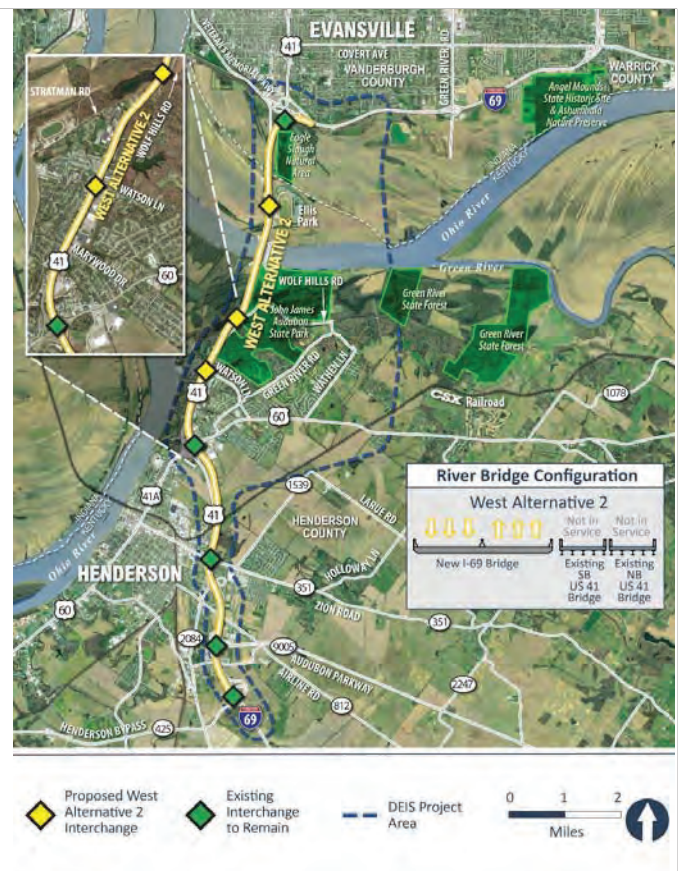 EVANSVILLE
41
COVERT AVE
VETERANS MEMORIAL PKWY
VANDERBURGH
COUNTY
GREEN RIVER RD
WARRICK
COUNTY
69
Angel Mounds
State Historic Site
& Ashumbala
Nature Preserve
Eagle
Slough
Natural
Area
INDIANA
KENTUCKY
Ohio River
Ellis
Park
WEST ALTERNATIVE 2
Green River
STRATMAN RD
WOLF HILLS RD
WEST ALTERNATIVE 2
WATSON LN
MARYWOOD DR
41
60
WOLF HILLS RD
John James
Audubon
State Park
Green River
State Forest
Green River
State Forest
WATSON LN
GREEN RIVER RD
WATHEN LN
41
60
CSX Railroad
1078
41A
41
1539
LARUE RD
HENDERSON
COUNTY
HOLLOWAY LN
INDIANA
KENTUCKY
Ohio River
HENDERSON
60
351
ZION ROAD
351
2084
9005
AUDUBON PARKWAY
AIRLINE RD
812
2247
HENDERSON BYPASS
425
69
River Bridge Configuration
West Alternative 2
Not in
Service
Not in
Service
New I-69 Bridge
Existing
SB
US 41
Bridge
Existing
NB
US 41
Bridge
Proposed West
Alternative 2
Interchange
Existing
Interchange
to Remain
DEIS Project
Area
0 1 2
Miles